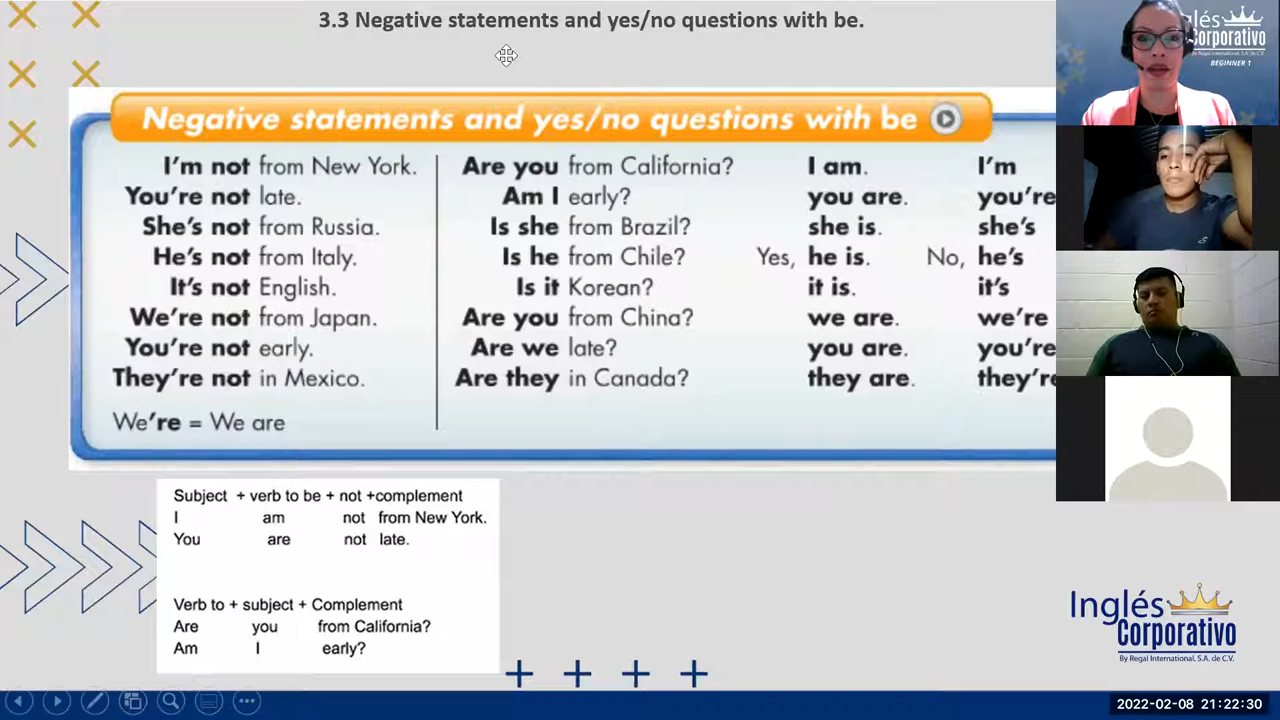 3.3 Negative statements and yes/no questions with be.
Negative statements and yes/no questions with be
I'm not from New York.
You're not late.
She's not from Russia.
He's not from Italy.
It's not English.
We're not from Japan.
You're not early.
They're not in Mexico.
We're = We are
Are you from California?
Am I early?
Is she from Brazil?
Is he from Chile?
Is it Korean?
Are you from China?
Are we late?
Are they in Canada?
Yes,
I am.
you are.
she is.
he is.
it is.
we are.
you are.
they are.
No,
I'm
you're
she's
he's
it's
we're
you're
they're
Subject + verb to be + not +complement
I am not from New York.
You are not late.
Verb to + subject + Complement
Are you from California?
Am I early?
Inglés
Corporativo
By Regal International, S.A. de C.V.
BEGINNER 1
Inglés
Corporativo
By Regal International, S.A. de C.V.
2022-02-08 21:22:30